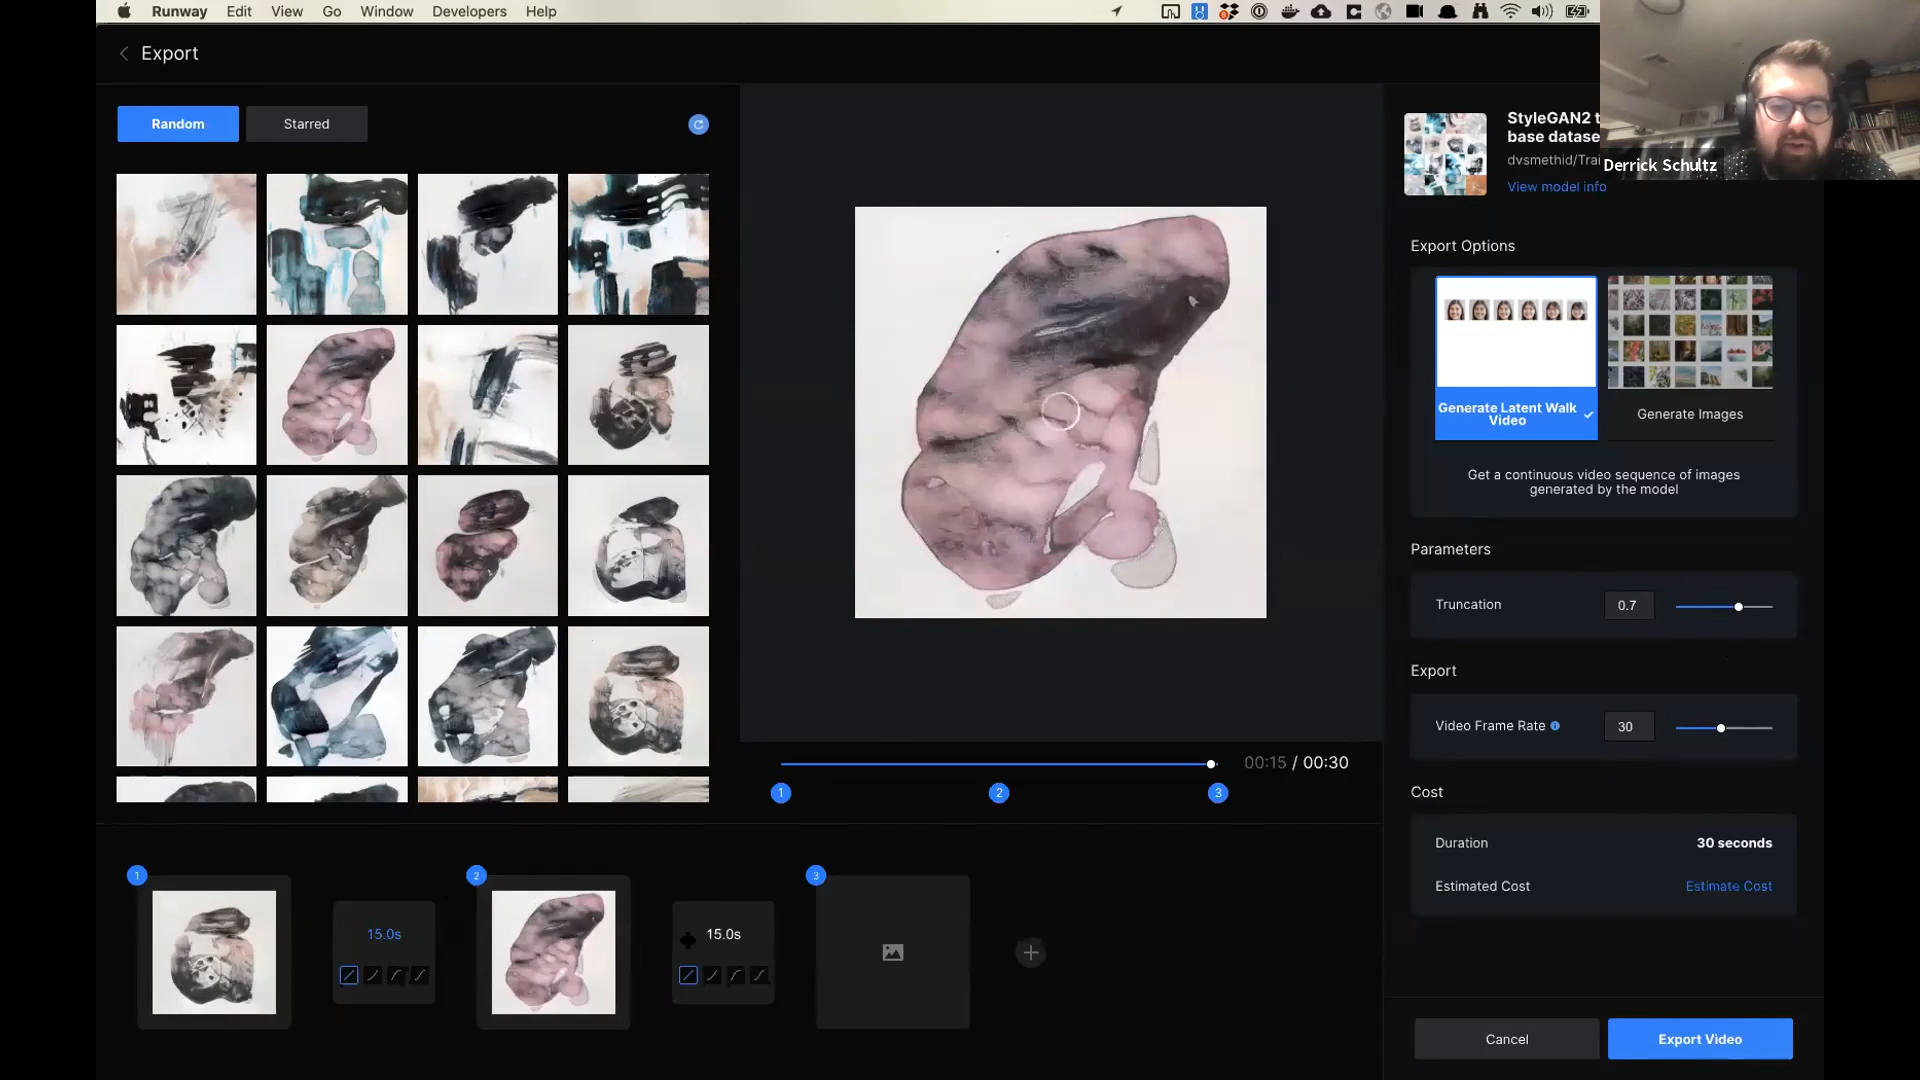 Runway Edit View Go Window Developers Help
Export
Random Starred
StyleGAN2 t
base datase
dvsmethid/Trai
View model info
Derrick Schultz
Export Options
Generate Latent Walk
Video
Generate Images
Get a continuous video sequence of images
generated by the model
Parameters
Truncation 0.7
Export
Video Frame Rate 30
00:15 / 00:30
1 2 3
Cost
Duration 30 seconds
Estimated Cost Estimate Cost
1 2 3
15.0s 15.0s
Cancel Export Video